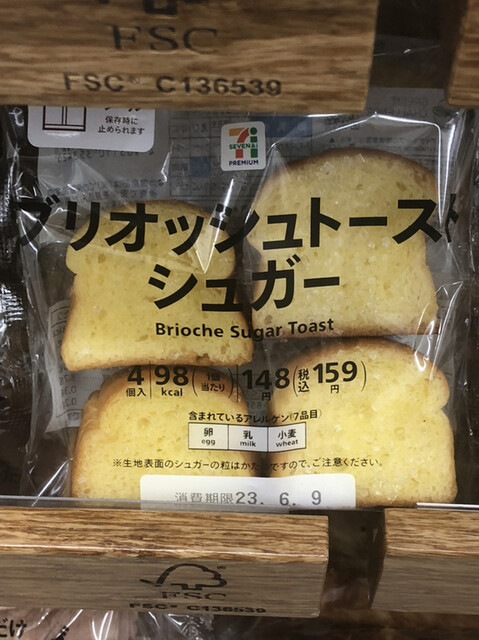 FSC
FSC® C136539
保存時に
止められます
SEVEN&i
PREMIUM
ブリオッシュトースト
シュガー
Brioche Sugar Toast
4個入 98kcal (1個当たり) 148円 (税込159円)
含まれているアレルゲン(7品目)
卵 乳 小麦
egg milk wheat
※生地表面のシュガーの粒はかためですので、ご注意ください。
消費期限23.6.9
FSC
FSC® C136539
だけ